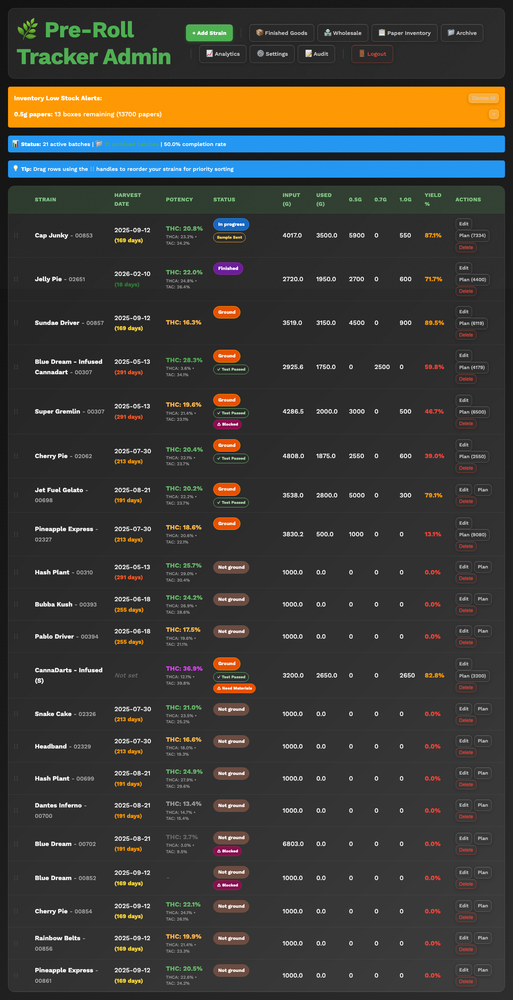 🌿 Pre-Roll
Tracker Admin
+ Add Strain
📦 Finished Goods
🏪 Wholesale
📋 Paper Inventory
📁 Archive
📈 Analytics
⚙️ Settings
📝 Audit
🚪 Logout
Inventory Low Stock Alerts:
Dismiss All
0.5g papers: 13 boxes remaining (13700 papers)
×
📊 Status: 21 active batches | 📁 21 archived batches | 50.0% completion rate
💡 Tip: Drag rows using the ⋮⋮ handles to reorder your strains for priority sorting
STRAIN HARVEST DATE POTENCY STATUS INPUT (G) USED (G) 0.5G 0.7G 1.0G YIELD % ACTIONS
Cap Junky - 00853
2025-09-12
(169 days)
THC: 20.8%
THCA: 23.2% •
TAC: 24.2%
In progress
Sample Sent
4017.0 3500.0 5900 0 550 87.1%
Edit
Plan (7334)
Delete
Jelly Pie - 02651
2026-02-10
(18 days)
THC: 22.0%
THCA: 24.8% •
TAC: 26.4%
Finished
2720.0 1950.0 2700 0 600 71.7%
Edit
Plan (4400)
Delete
Sundae Driver - 00857
2025-09-12
(169 days)
THC: 16.3%
Ground
3519.0 3150.0 4500 0 900 89.5%
Edit
Plan (6119)
Delete
Blue Dream - Infused
Cannadart - 00307
2025-05-13
(291 days)
THC: 28.3%
THCA: 3.6% •
TAC: 34.1%
Ground
✓ Test Passed
2925.6 1750.0 0 2500 0 59.8%
Edit
Plan (4179)
Delete
Super Gremlin - 00307
2025-05-13
(291 days)
THC: 19.6%
THCA: 21.4% •
TAC: 23.1%
Ground
✓ Test Passed
⚠ Blocked
4286.5 2000.0 3000 0 500 46.7%
Edit
Plan (6500)
Delete
Cherry Pie - 02062
2025-07-30
(213 days)
THC: 20.4%
THCA: 22.1% •
TAC: 23.7%
Ground
✓ Test Passed
4808.0 1875.0 2550 0 600 39.0%
Edit
Plan (2550)
Delete
Jet Fuel Gelato -
00698
2025-08-21
(191 days)
THC: 20.2%
THCA: 22.2% •
TAC: 23.7%
Ground
✓ Test Passed
3538.0 2800.0 5000 0 300 79.1%
Edit Plan
Delete
Pineapple Express -
02327
2025-07-30
(213 days)
THC: 18.6%
THCA: 20.6% •
TAC: 22.1%
Ground
3830.2 500.0 1000 0 0 13.1%
Edit
Plan (9080)
Delete
Hash Plant - 00310
2025-05-13
(291 days)
THC: 25.7%
THCA: 29.0% •
TAC: 30.4%
Not ground
1000.0 0.0 0 0 0 0.0%
Edit Plan
Delete
Bubba Kush - 00393
2025-06-18
(255 days)
THC: 24.2%
THCA: 26.9% •
TAC: 28.6%
Not ground
1000.0 0.0 0 0 0 0.0%
Edit Plan
Delete
Pablo Driver - 00394
2025-06-18
(255 days)
THC: 17.5%
THCA: 19.6% •
TAC: 21.1%
Not ground
1000.0 0.0 0 0 0 0.0%
Edit Plan
Delete
CannaDarts - Infused
(S)
Not set
THC: 36.9%
THCA: 12.1% •
TAC: 39.8%
Ground
✓ Test Passed
⚠ Need Materials
3200.0 2650.0 0 0 2650 82.8%
Edit
Plan (3200)
Delete
Snake Cake - 02326
2025-07-30
(213 days)
THC: 21.0%
THCA: 23.5% •
TAC: 25.2%
Not ground
1000.0 0.0 0 0 0 0.0%
Edit Plan
Delete
Headband - 02329
2025-07-30
(213 days)
THC: 16.6%
THCA: 18.0% •
TAC: 19.3%
Not ground
1000.0 0.0 0 0 0 0.0%
Edit Plan
Delete
Hash Plant - 00699
2025-08-21
(191 days)
THC: 24.9%
THCA: 27.9% •
TAC: 29.6%
Not ground
1000.0 0.0 0 0 0 0.0%
Edit Plan
Delete
Dantes Inferno -
00700
2025-08-21
(191 days)
THC: 13.4%
THCA: 14.7% •
TAC: 15.4%
Not ground
1000.0 0.0 0 0 0 0.0%
Edit Plan
Delete
Blue Dream - 00702
2025-08-21
(191 days)
THC: 2.7%
THCA: 3.0% •
TAC: 9.5%
Not ground
⚠ Blocked
6803.0 0.0 0 0 0 0.0%
Edit Plan
Delete
Blue Dream - 00852
2025-09-12
(169 days)
-
Not ground
⚠ Blocked
1000.0 0.0 0 0 0 0.0%
Edit Plan
Delete
Cherry Pie - 00854
2025-09-12
(169 days)
THC: 22.1%
THCA: 24.1% •
TAC: 26.1%
Not ground
1000.0 0.0 0 0 0 0.0%
Edit Plan
Delete
Rainbow Belts -
00856
2025-09-12
(169 days)
THC: 19.9%
THCA: 21.4% •
TAC: 23.3%
Not ground
1000.0 0.0 0 0 0 0.0%
Edit Plan
Delete
Pineapple Express -
00861
2025-09-12
(169 days)
THC: 20.5%
THCA: 22.6% •
TAC: 24.2%
Not ground
1000.0 0.0 0 0 0 0.0%
Edit Plan
Delete